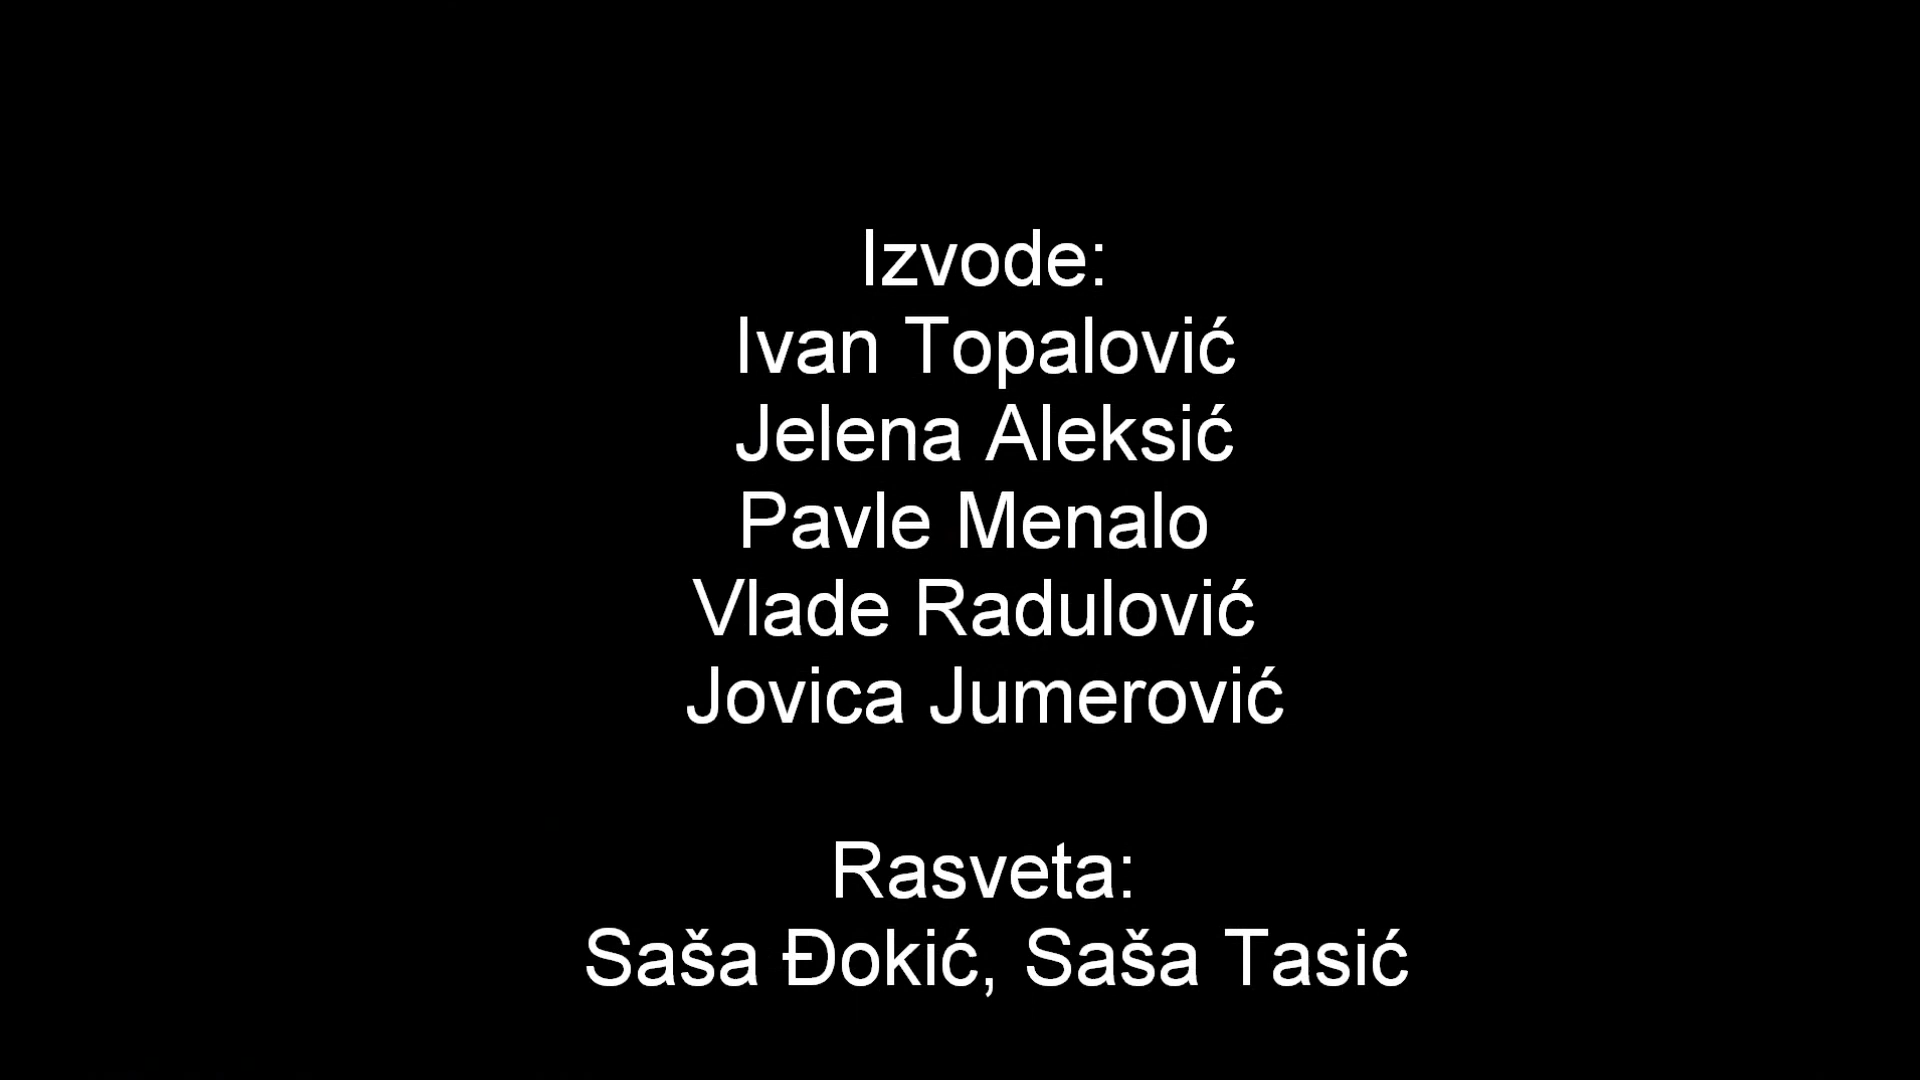 Izvode:
Ivan Topalović
Jelena Aleksić
Pavle Menalo
Vlade Radulović
Jovica Jumerović
Rasveta:
Saša Đokić, Saša Tasić